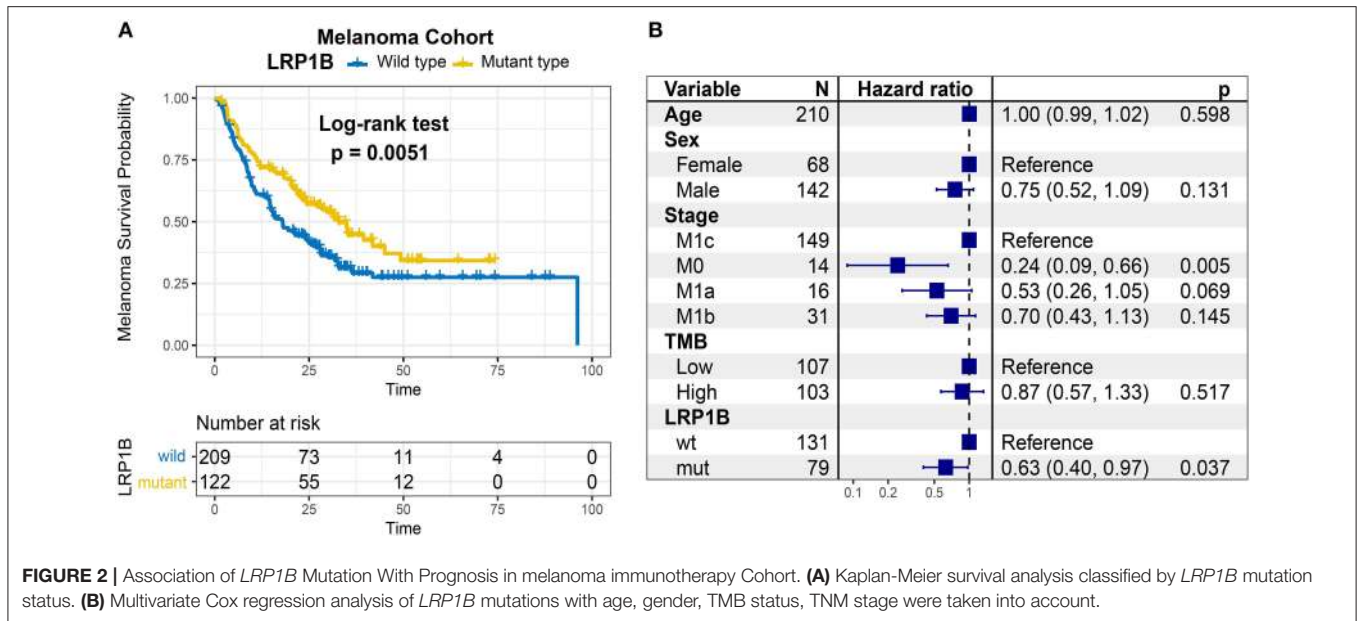 A
Melanoma Cohort
LRP1B Wild type Mutant type
Melanoma Survival Probability
1.00
0.75
0.50
0.25
0.00
Log-rank test
p = 0.0051
0 25 50 75 100
Time
Number at risk
LRP1B
wild 209 73 11 4 0
mutant 122 55 12 0 0
0 25 50 75 100
Time
B
Variable N Hazard ratio p
Age 210 1.00 (0.99, 1.02) 0.598
Sex
Female 68 Reference
Male 142 0.75 (0.52, 1.09) 0.131
Stage
M1c 149 Reference
M0 14 0.24 (0.09, 0.66) 0.005
M1a 16 0.53 (0.26, 1.05) 0.069
M1b 31 0.70 (0.43, 1.13) 0.145
TMB
Low 107 Reference
High 103 0.87 (0.57, 1.33) 0.517
LRP1B
wt 131 Reference
mut 79 0.63 (0.40, 0.97) 0.037
0.1 0.2 0.5 1
FIGURE 2 | Association of LRP1B Mutation With Prognosis in melanoma immunotherapy Cohort. (A) Kaplan-Meier survival analysis classified by LRP1B mutation
status. (B) Multivariate Cox regression analysis of LRP1B mutations with age, gender, TMB status, TNM stage were taken into account.